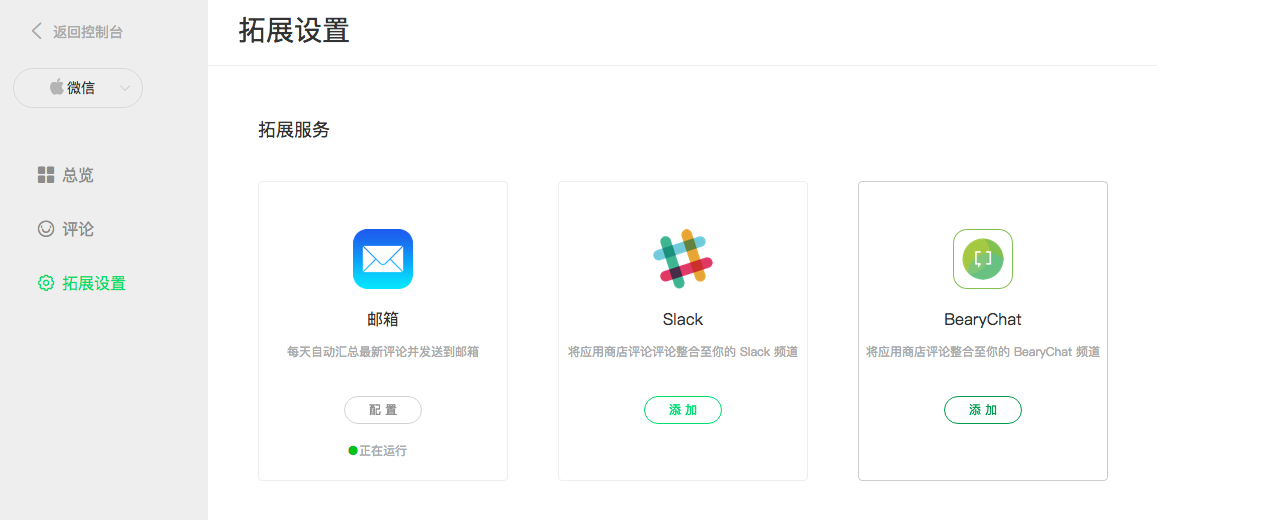 返回控制台
微信
总览
评论
拓展设置
拓展设置
拓展服务
邮箱
每天自动汇总最新评论并发送到邮箱
配 置
正在运行
Slack
将应用商店评论评论整合至你的 Slack 频道
添 加
BearyChat
将应用商店评论整合至你的 BearyChat 频道
添 加